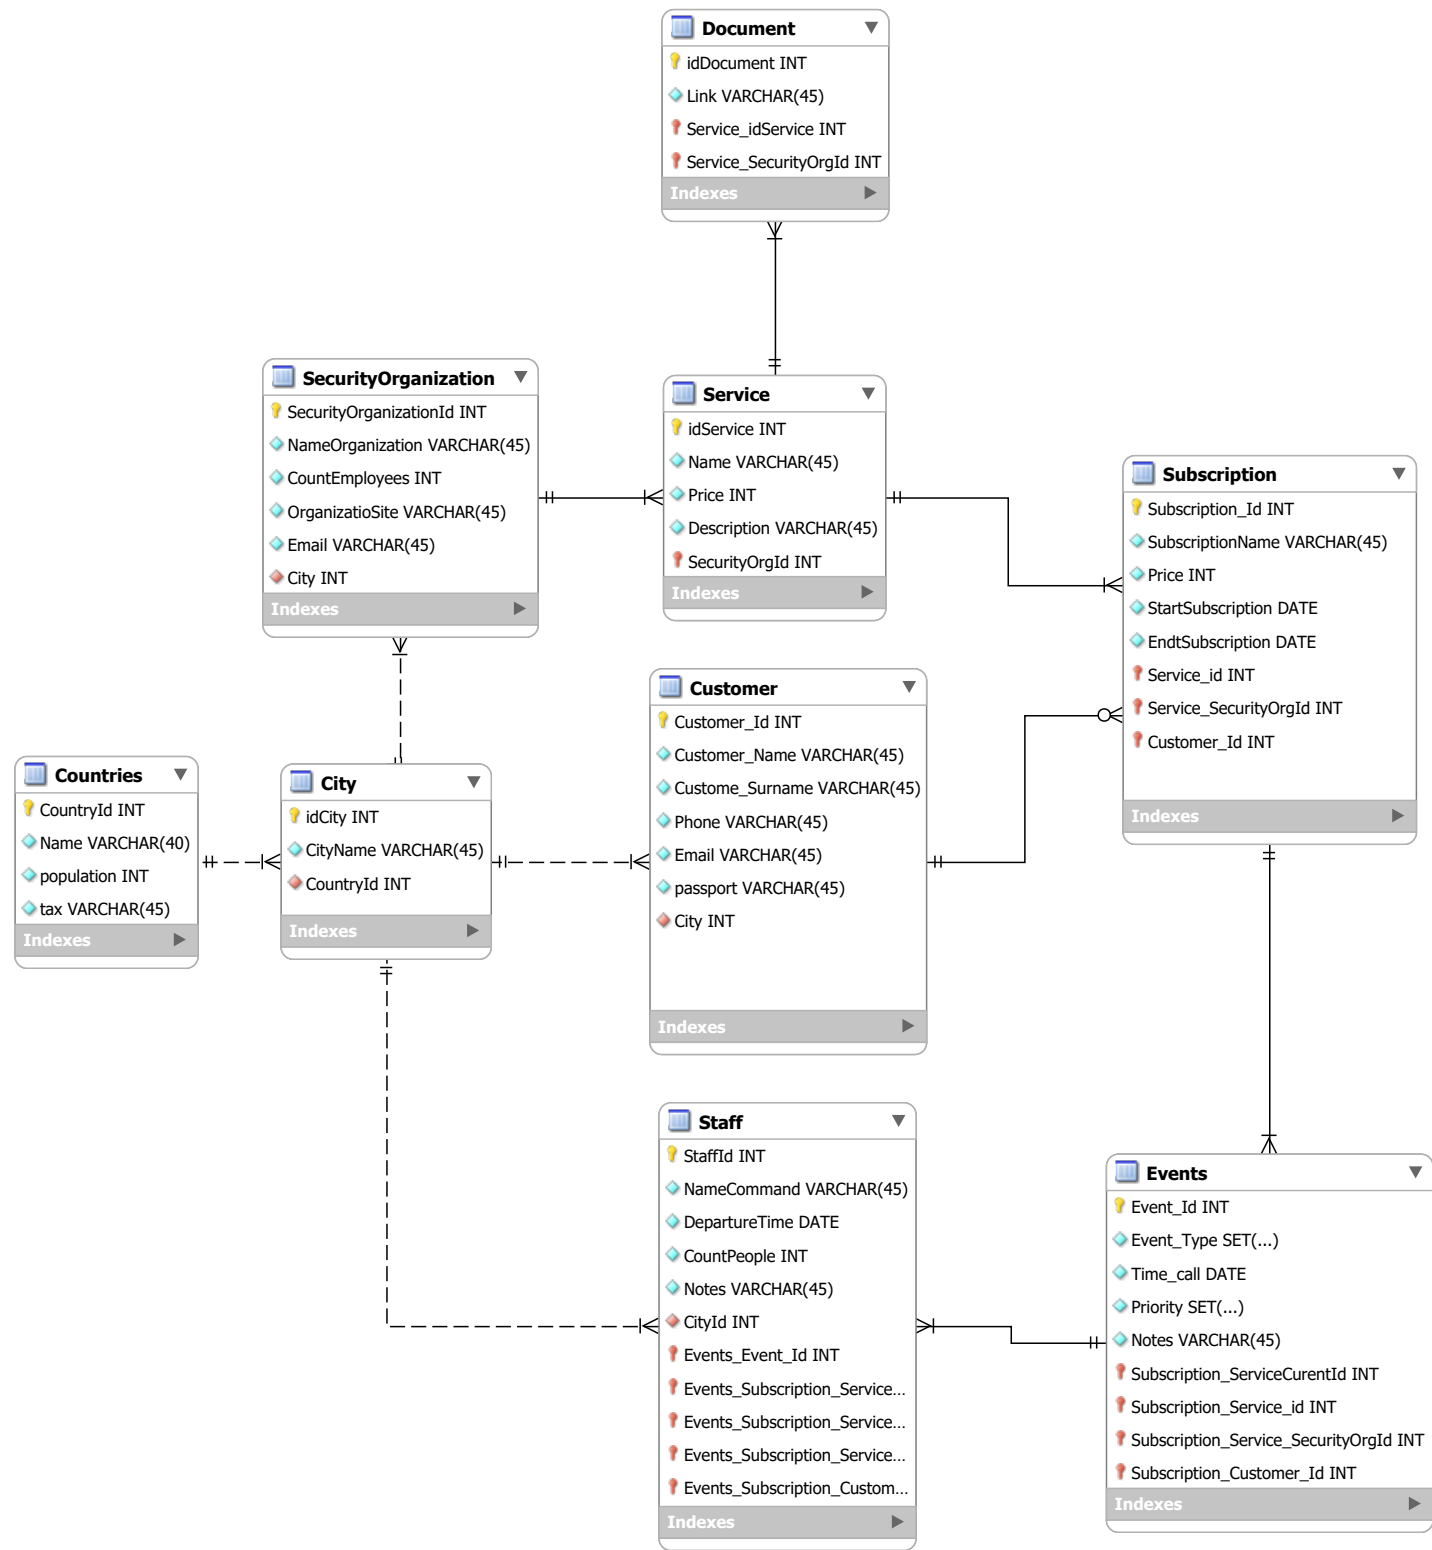 Document
idDocument INT
Link VARCHAR(45)
Service_idService INT
Service_SecurityOrgId INT
Indexes
SecurityOrganization
SecurityOrganizationId INT
NameOrganization VARCHAR(45)
CountEmployees INT
OrganizatioSite VARCHAR(45)
Email VARCHAR(45)
City INT
Indexes
Service
idService INT
Name VARCHAR(45)
Price INT
Description VARCHAR(45)
SecurityOrgId INT
Indexes
Subscription
Subscription_Id INT
SubscriptionName VARCHAR(45)
Price INT
StartSubscription DATE
EndtSubscription DATE
Service_id INT
Service_SecurityOrgId INT
Customer_Id INT
Indexes
Countries
CountryId INT
Name VARCHAR(40)
population INT
tax VARCHAR(45)
Indexes
City
idCity INT
CityName VARCHAR(45)
CountryId INT
Indexes
Customer
Customer_Id INT
Customer_Name VARCHAR(45)
Custome_Surname VARCHAR(45)
Phone VARCHAR(45)
Email VARCHAR(45)
passport VARCHAR(45)
City INT
Indexes
Staff
StaffId INT
NameCommand VARCHAR(45)
DepartureTime DATE
CountPeople INT
Notes VARCHAR(45)
CityId INT
Events_Event_Id INT
Events_Subscription_Service...
Events_Subscription_Service...
Events_Subscription_Service...
Events_Subscription_Custom...
Indexes
Events
Event_Id INT
Event_Type SET(...)
Time_call DATE
Priority SET(...)
Notes VARCHAR(45)
Subscription_ServiceCurentId INT
Subscription_Service_id INT
Subscription_Service_SecurityOrgId INT
Subscription_Customer_Id INT
Indexes